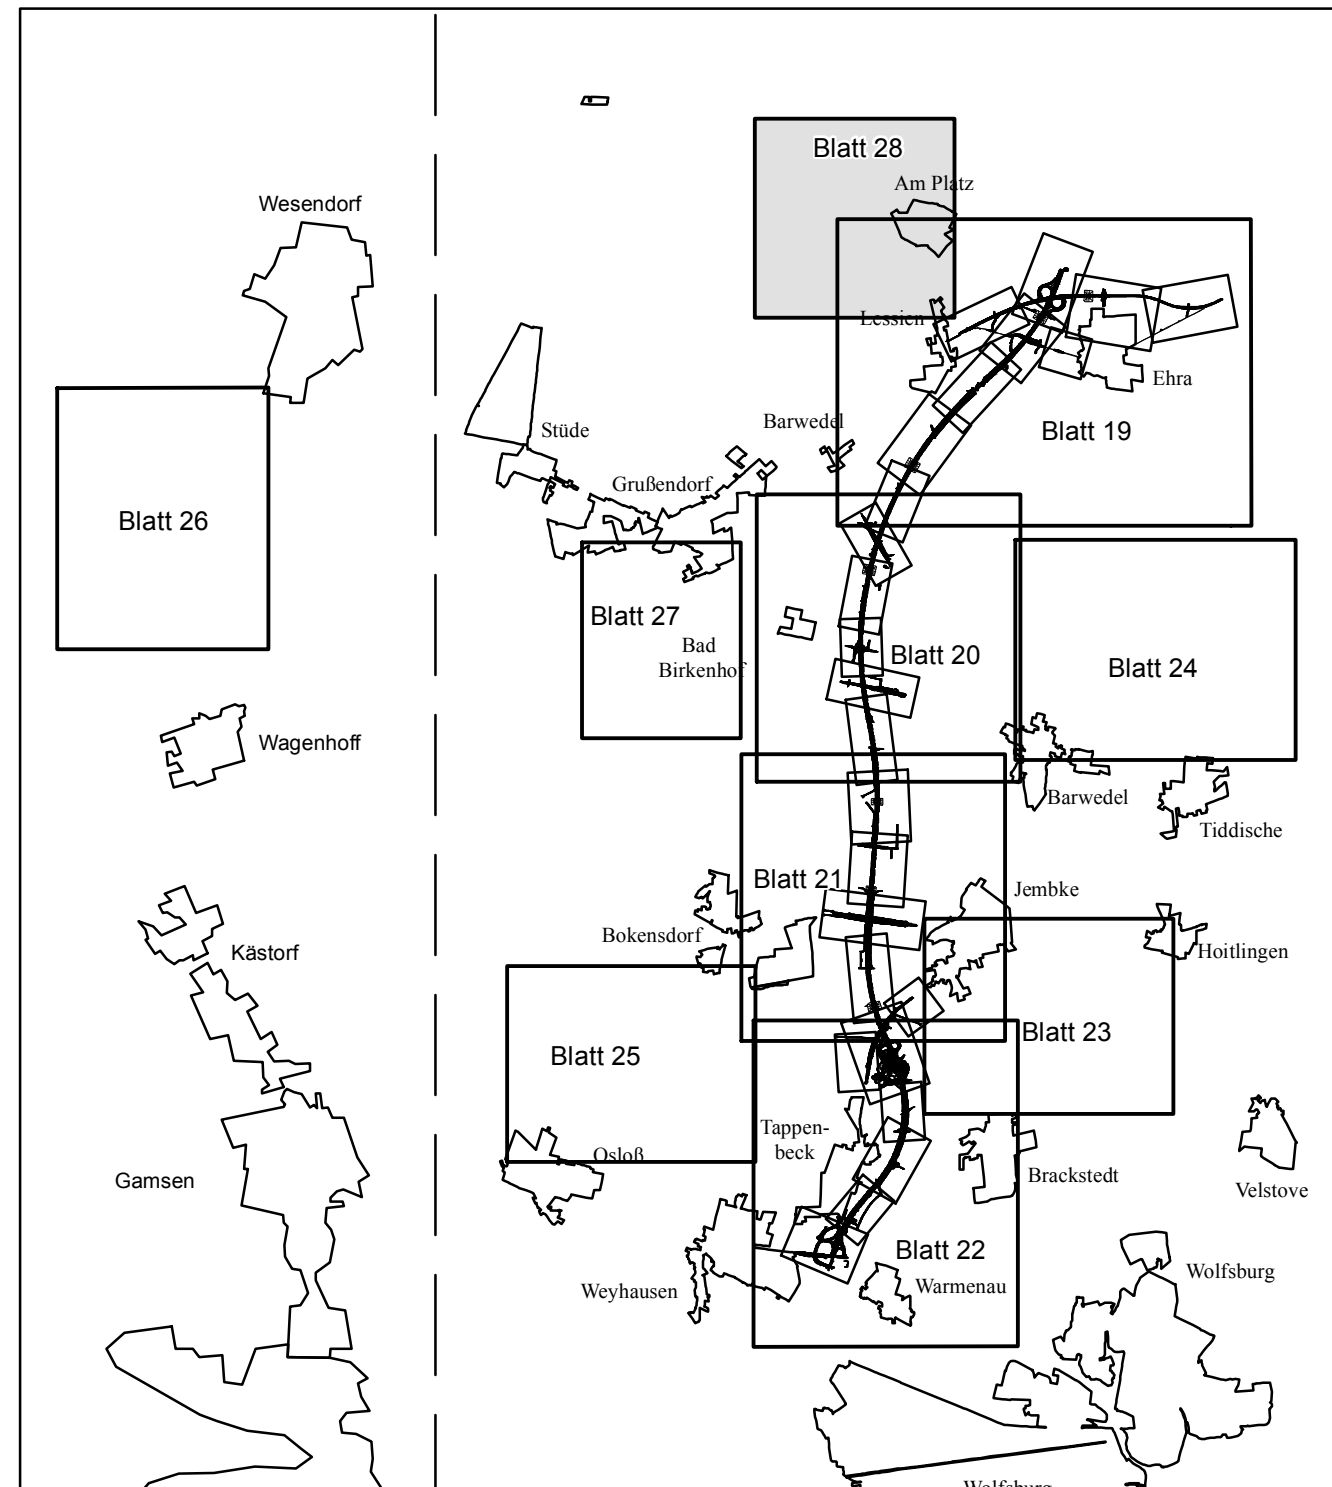 Blatt 28
Am Platz
Wesendorf
Lessien
Ehra
Stüde
Barwedel
Blatt 19
Grußendorf
Blatt 26
Blatt 27
Bad
Birkenhof
Blatt 20
Blatt 24
Wagenhoff
Barwedel
Tiddische
Blatt 21
Jembke
Bokensdorf
Kästorf
Hoitlingen
Blatt 23
Blatt 25
Tappen-
beck
Osloß
Gamsen
Brackstedt
Velstove
Blatt 22
Wolfsburg
Weyhausen
Warmenau
Wolfsburg